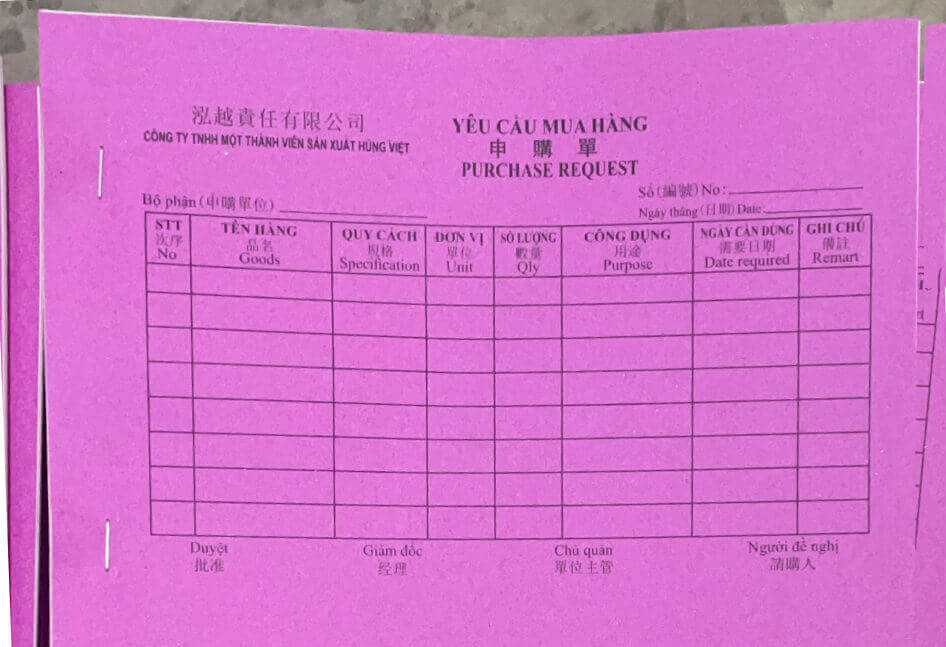 泓越責任有限公司
CÔNG TY TNHH MỘT THÀNH VIÊN SẢN XUẤT HÙNG VIỆT
YÊU CẦU MUA HÀNG
申 購 單
PURCHASE REQUEST
Số (編號) No :
Bộ phận (申購單位)
Ngày tháng (日期) Date :
STT TÊN HÀNG QUY CÁCH ĐƠN VỊ SỐ LƯỢNG CÔNG DỤNG NGÀY CẦN DÙNG GHI CHÚ
次序 品名 規格 單位 數量 用途 需要日期 備註
No Goods Specification Unit Qly Purpose Date required Remart
Duyệt Giám đốc Chủ quản Người đề nghị
批准 经理 單位主管 請購人